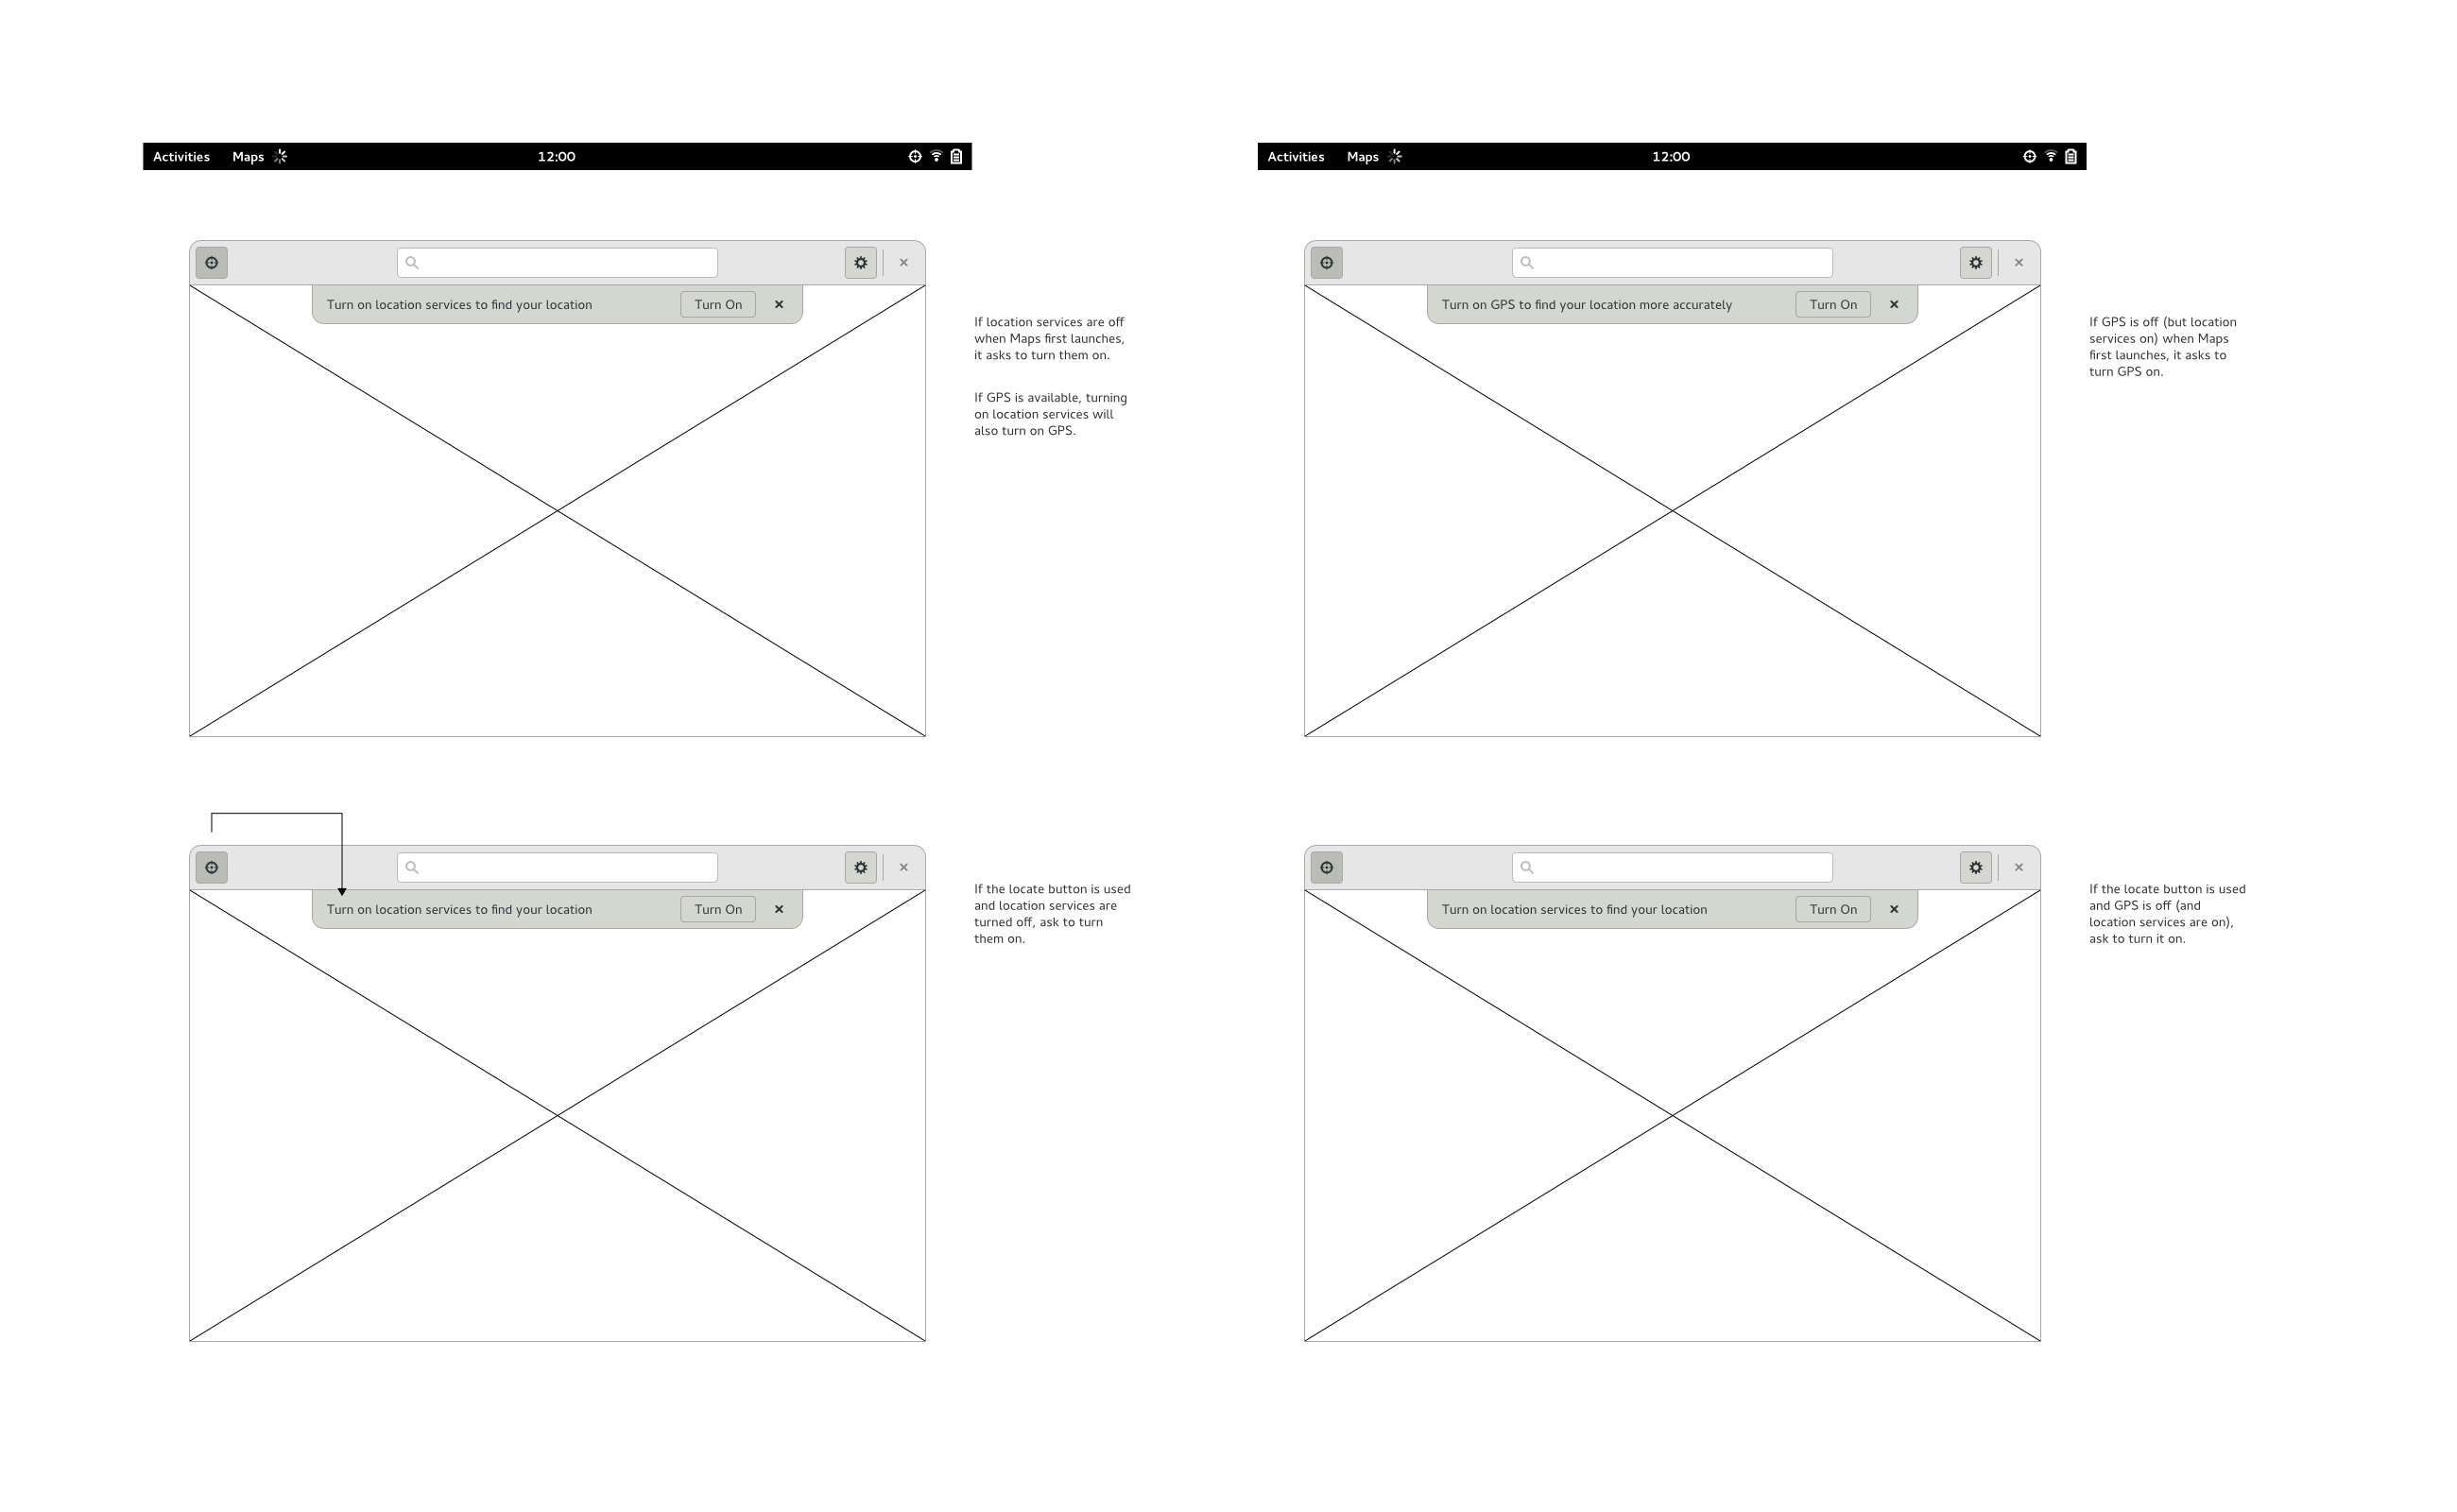 Activities Maps 12:00
Turn on location services to find your location Turn On
If location services are off
when Maps first launches,
it asks to turn them on.
If GPS is available, turning
on location services will
also turn on GPS.
Turn on location services to find your location Turn On
If the locate button is used
and location services are
turned off, ask to turn
them on.
Activities Maps 12:00
Turn on GPS to find your location more accurately Turn On
If GPS is off (but location
services on) when Maps
first launches, it asks to
turn GPS on.
Turn on location services to find your location Turn On
If the locate button is used
and GPS is off (and
location services are on),
ask to turn it on.